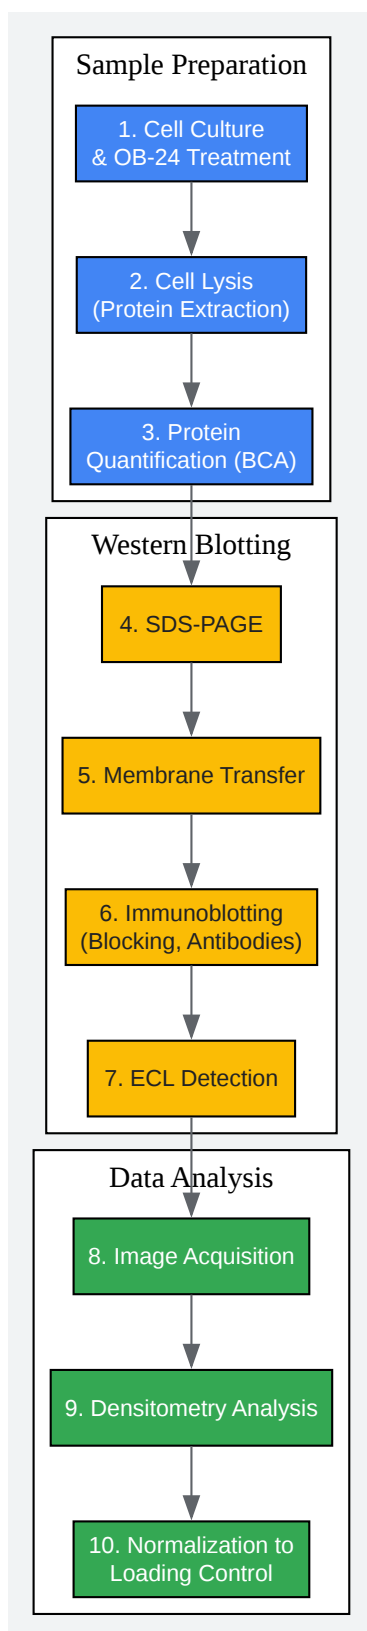 Sample Preparation
1. Cell Culture
& OB-24 Treatment
2. Cell Lysis
(Protein Extraction)
3. Protein
Quantification (BCA)
Western Blotting
4. SDS-PAGE
5. Membrane Transfer
6. Immunoblotting
(Blocking, Antibodies)
7. ECL Detection
Data Analysis
8. Image Acquisition
9. Densitometry Analysis
10. Normalization to
Loading Control